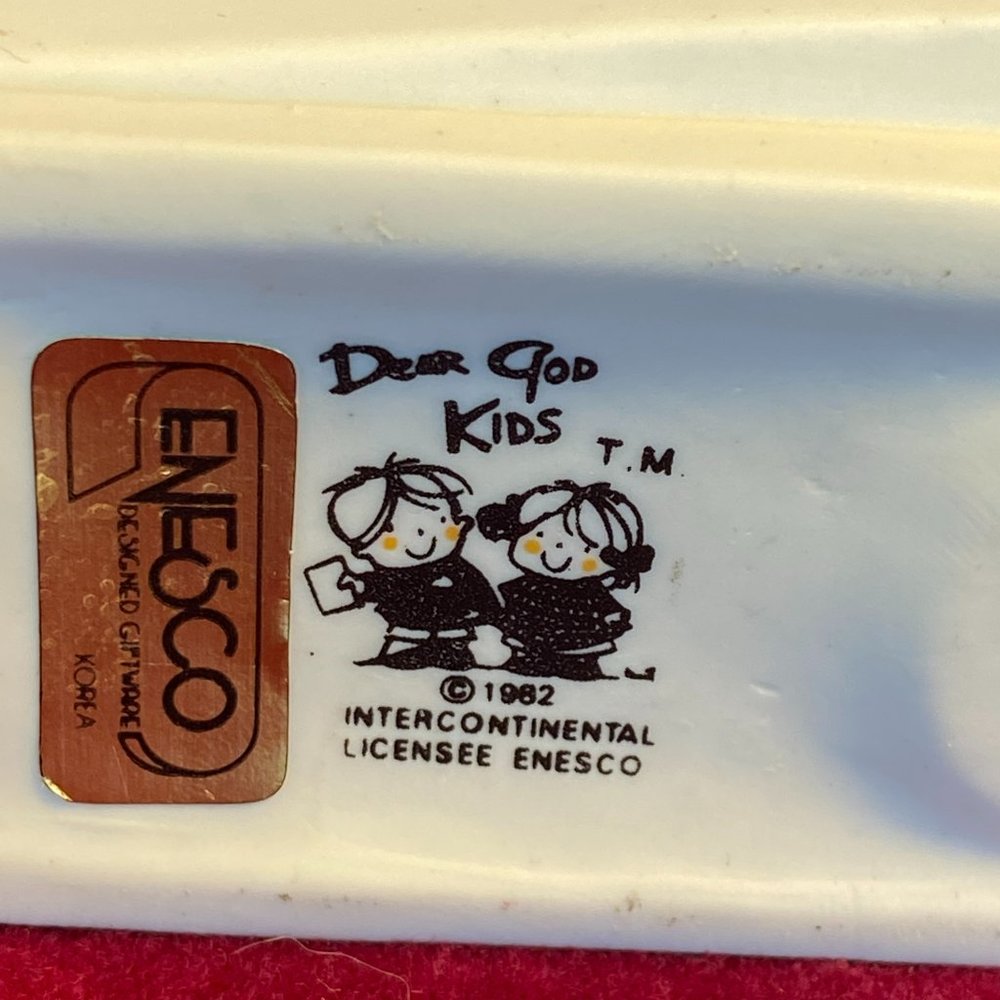 ENESCO
DESIGNED GIFTWARE
KOREA
DEAR GOD
KIDS
T.M.
© 1982
INTERCONTINENTAL
LICENSEE ENESCO